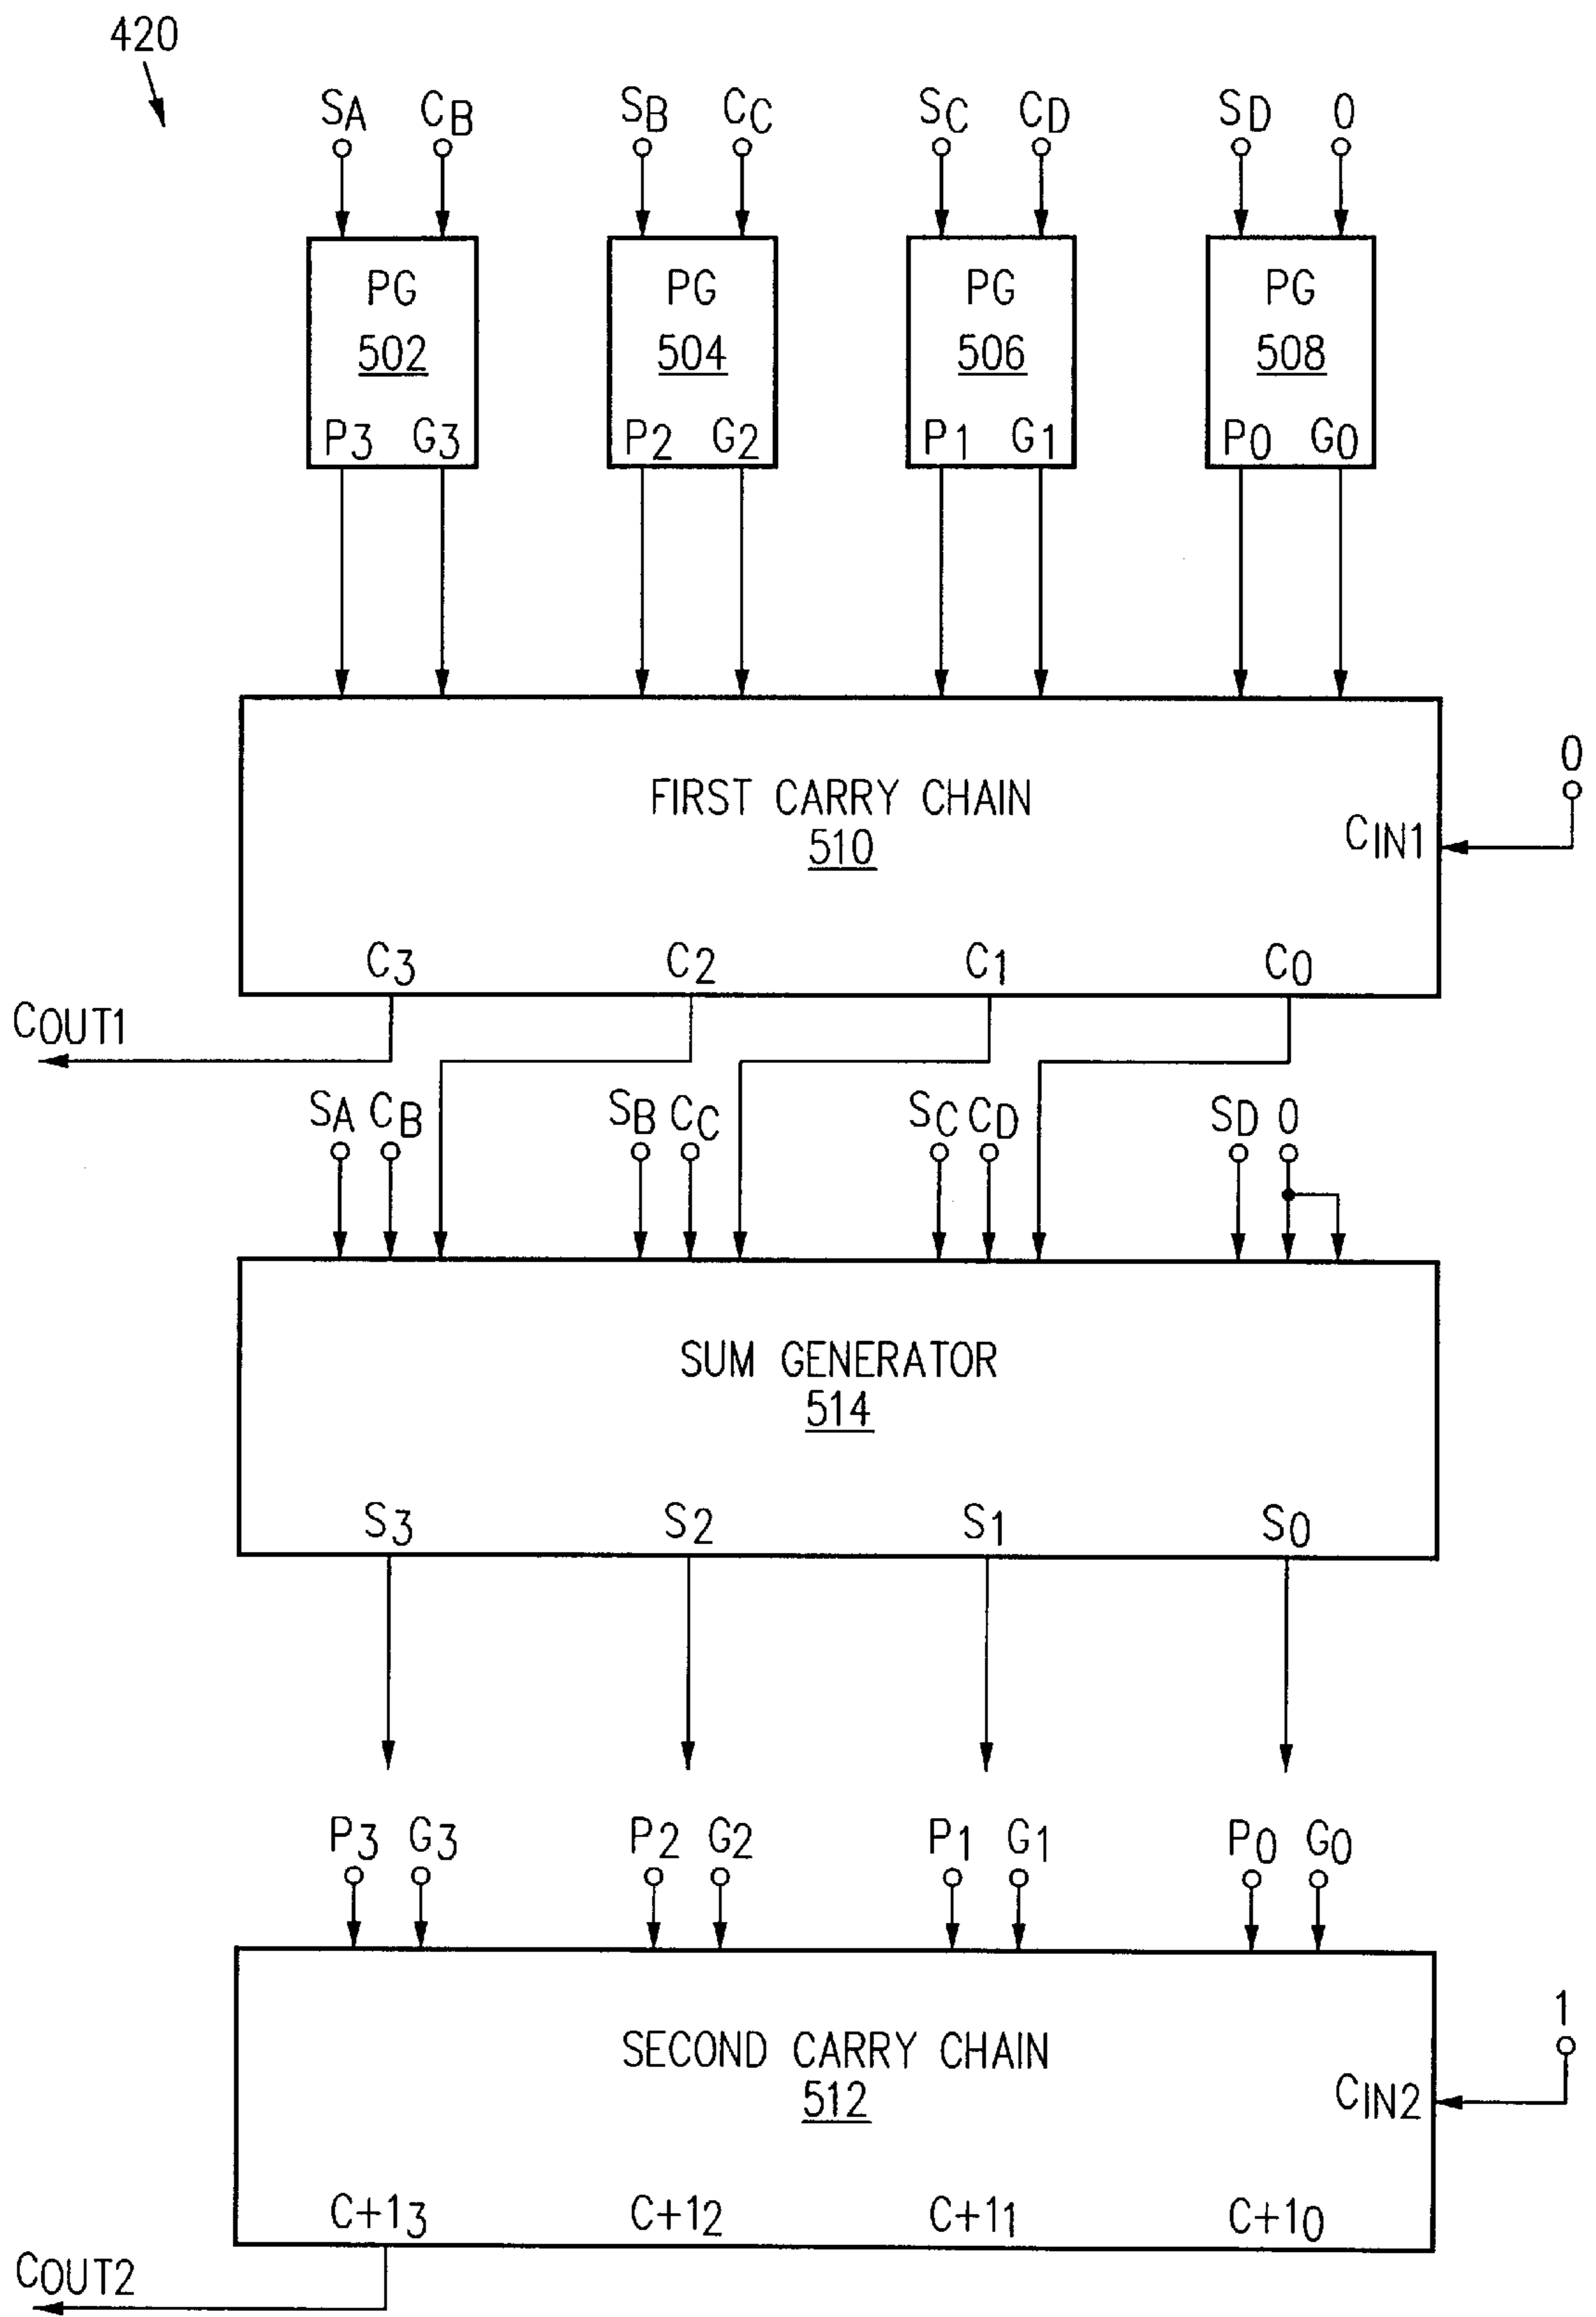 420
SA CB SB CC SC CD SD 0
PG PG PG PG
502 504 506 508
P3 G3 P2 G2 P1 G1 P0 G0
0
FIRST CARRY CHAIN
CIN1
510
C3 C2 C1 C0
COUT1
SA CB SB CC SC CD SD 0
SUM GENERATOR
514
S3 S2 S1 S0
P3 G3 P2 G2 P1 G1 P0 G0
1
SECOND CARRY CHAIN
CIN2
512
C+13 C+12 C+11 C+10
COUT2